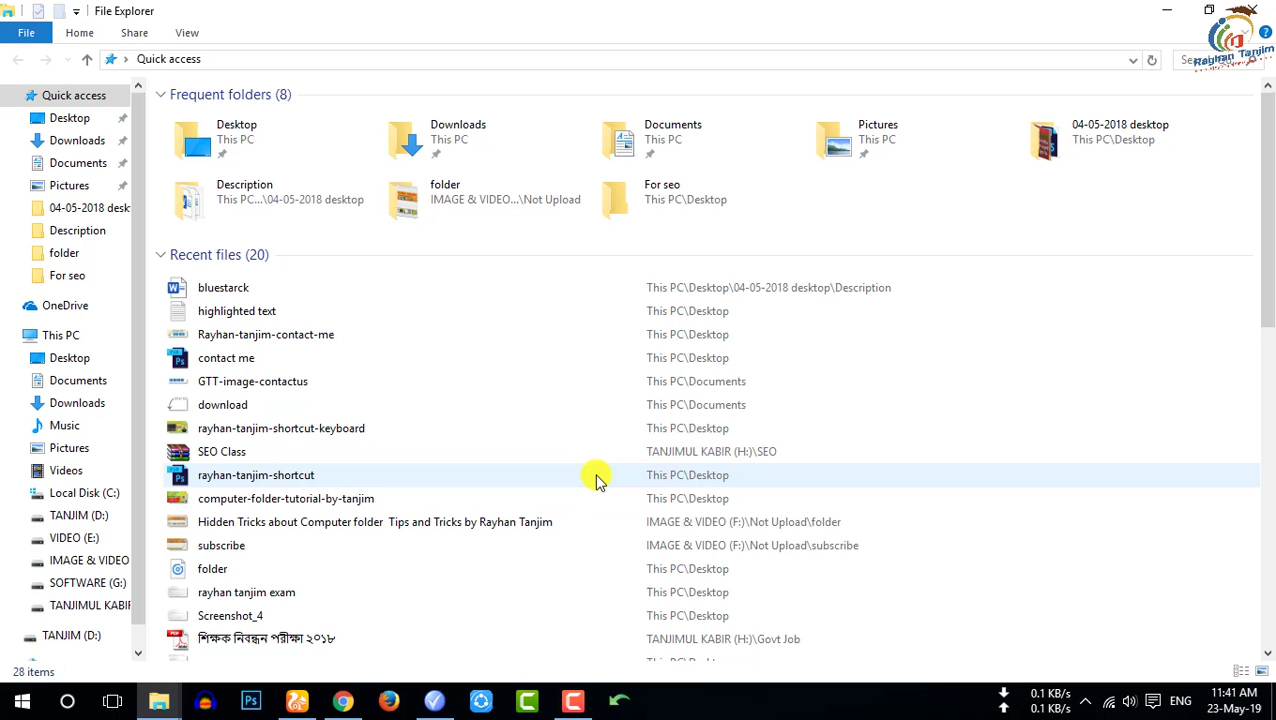 File Explorer
File Home Share View
Quick access
Rayhan Tanjim
Quick access
Desktop
Downloads
Documents
Pictures
04-05-2018 desk
Description
folder
For seo
OneDrive
This PC
Desktop
Documents
Downloads
Music
Pictures
Videos
Local Disk (C:)
TANJIM (D:)
VIDEO (E:)
IMAGE & VIDEO
SOFTWARE (G:)
TANJIMUL KABIR
TANJIM (D:)
Frequent folders (8)
Desktop
This PC
Downloads
This PC
Documents
This PC
Pictures
This PC
04-05-2018 desktop
This PC\Desktop
Description
This PC...\04-05-2018 desktop
folder
IMAGE & VIDEO...\Not Upload
For seo
This PC\Desktop
Recent files (20)
bluestarck This PC\Desktop\04-05-2018 desktop\Description
highlighted text This PC\Desktop
Rayhan-tanjim-contact-me This PC\Desktop
contact me This PC\Desktop
GTT-image-contactus This PC\Documents
download This PC\Documents
rayhan-tanjim-shortcut-keyboard This PC\Desktop
SEO Class TANJIMUL KABIR (H:)\SEO
rayhan-tanjim-shortcut This PC\Desktop
computer-folder-tutorial-by-tanjim This PC\Desktop
Hidden Tricks about Computer folder Tips and Tricks by Rayhan Tanjim IMAGE & VIDEO (F:)\Not Upload\folder
subscribe IMAGE & VIDEO (F:)\Not Upload\subscribe
folder This PC\Desktop
rayhan tanjim exam This PC\Desktop
Screenshot_4 This PC\Desktop
শিক্ষক নিবন্ধন পরীক্ষা ২০১৮ TANJIMUL KABIR (H:)\Govt Job
28 items
0.1 KB/s
0.1 KB/s
ENG
11:41 AM
23-May-19